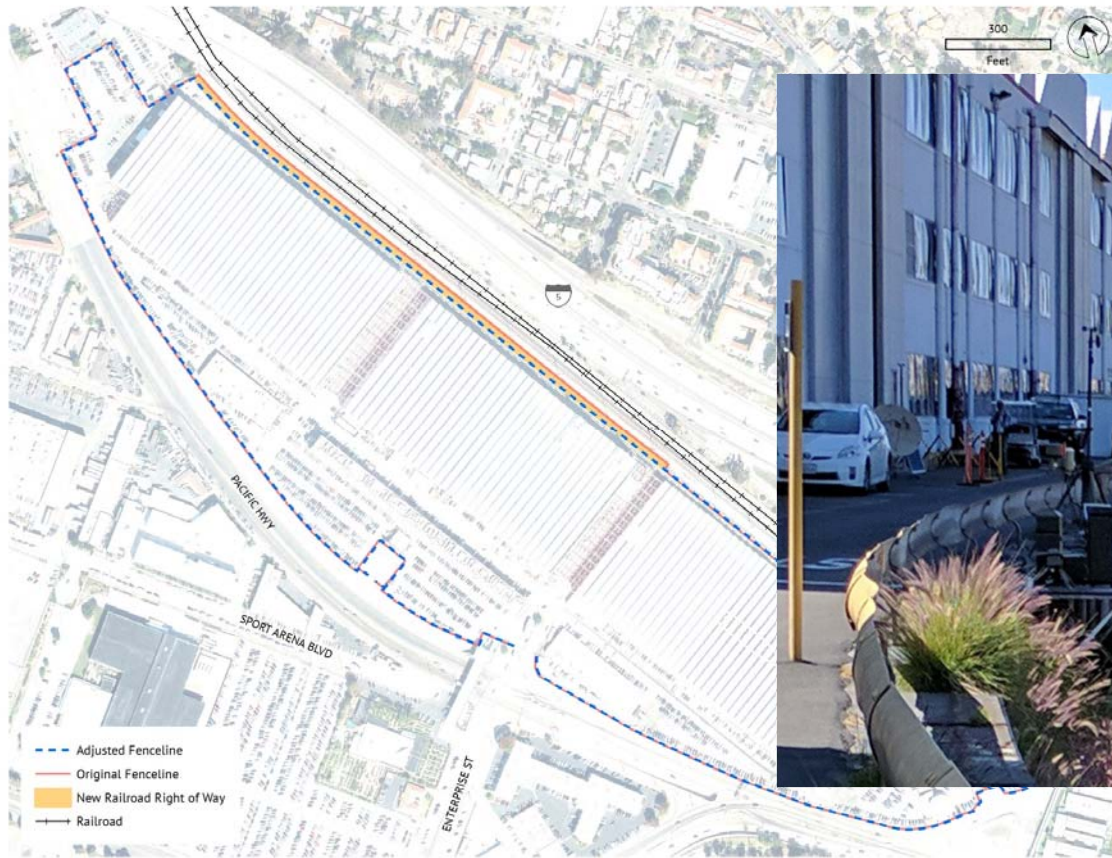 300
Feet
5
PACIFIC HWY
SPORT ARENA BLVD
ENTERPRISE ST
Adjusted Fenceline
Original Fenceline
New Railroad Right of Way
Railroad